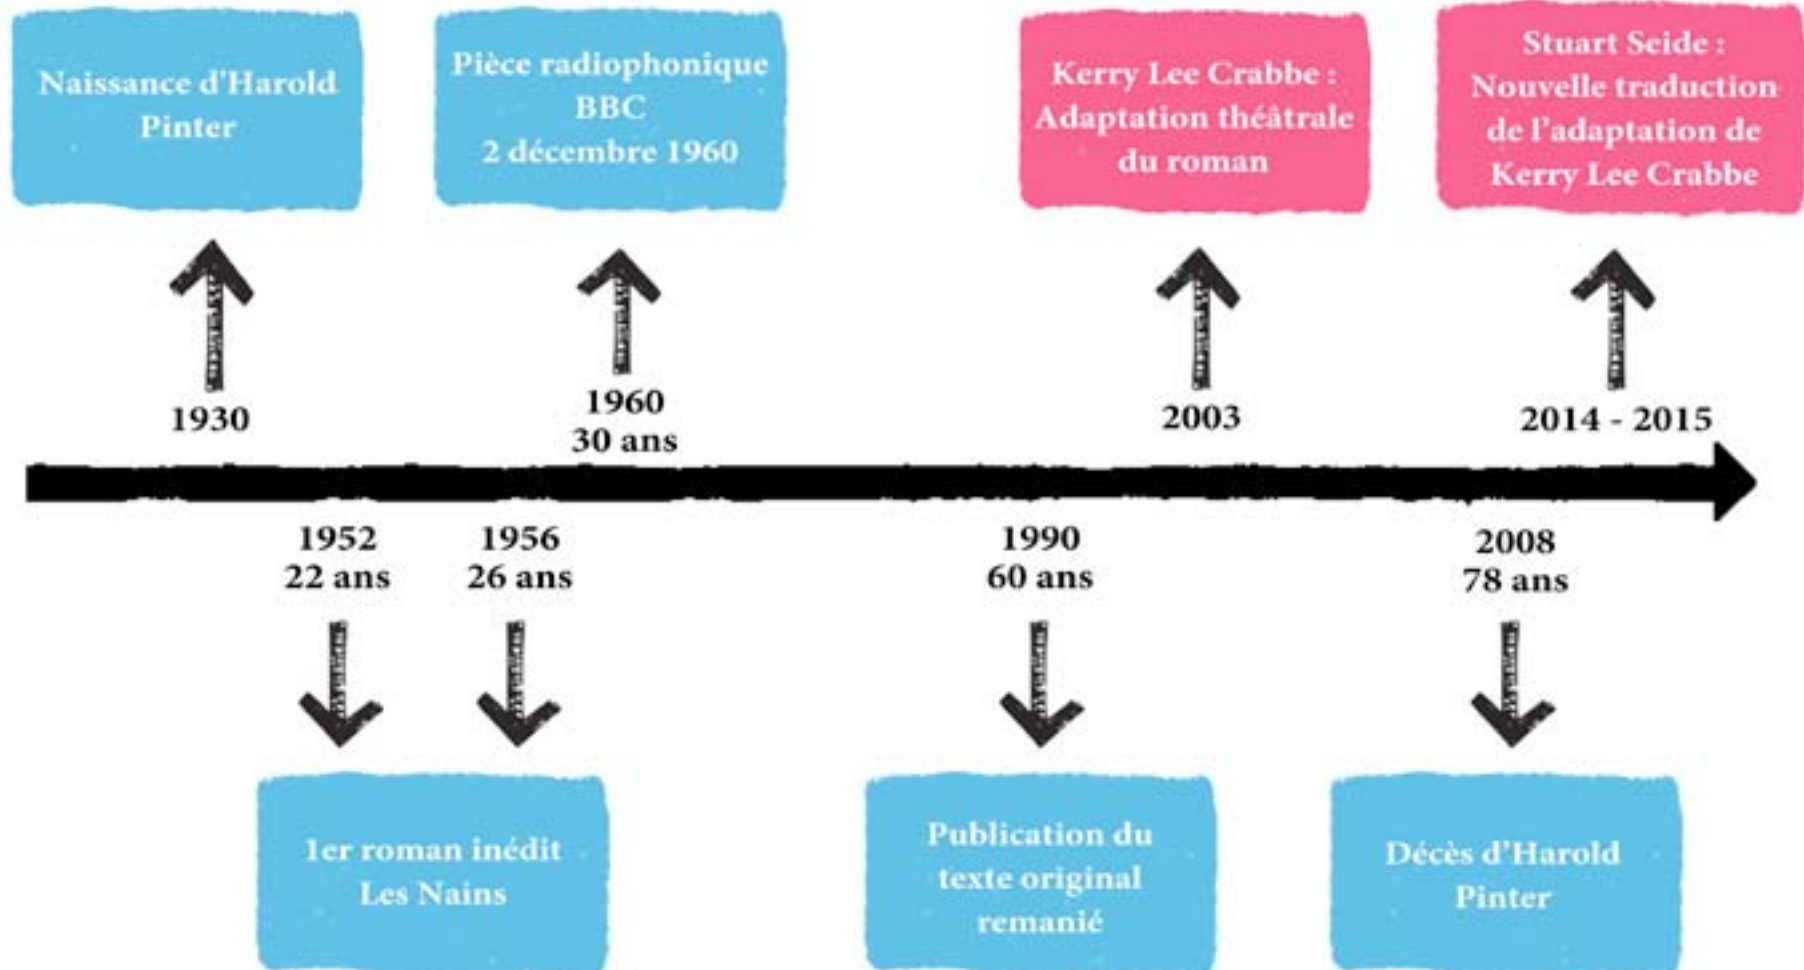 Naissance d'Harold
Pinter
Pièce radiophonique
BBC
2 décembre 1960
Kerry Lee Crabbe :
Adaptation théâtrale
du roman
Stuart Seide :
Nouvelle traduction
de l'adaptation de
Kerry Lee Crabbe
1930
1960
30 ans
2003
2014 - 2015
1952
22 ans
1956
26 ans
1990
60 ans
2008
78 ans
1er roman inédit
Les Nains
Publication du
texte original
remanié
Décès d'Harold
Pinter